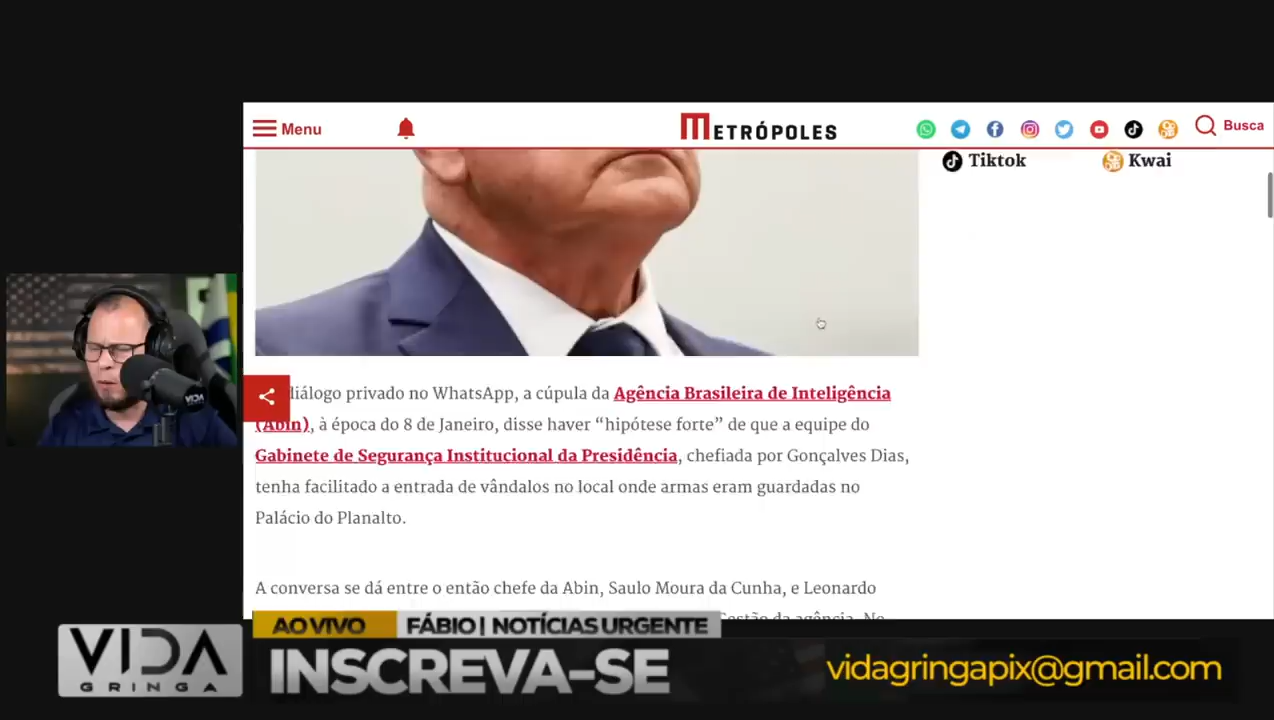 Menu
METRÓPOLES
Busca
Tiktok
Kwai
diálogo privado no WhatsApp, a cúpula da Agência Brasileira de Inteligência
(Abin), à época do 8 de Janeiro, disse haver “hipótese forte” de que a equipe do
Gabinete de Segurança Institucional da Presidência, chefiada por Gonçalves Dias,
tenha facilitado a entrada de vândalos no local onde armas eram guardadas no
Palácio do Planalto.
A conversa se dá entre o então chefe da Abin, Saulo Moura da Cunha, e Leonardo
Gestão da agência. No
AO VIVO
FÁBIO | NOTÍCIAS URGENTE
VIDA
GRINGA
INSCREVA-SE
vidagringapix@gmail.com